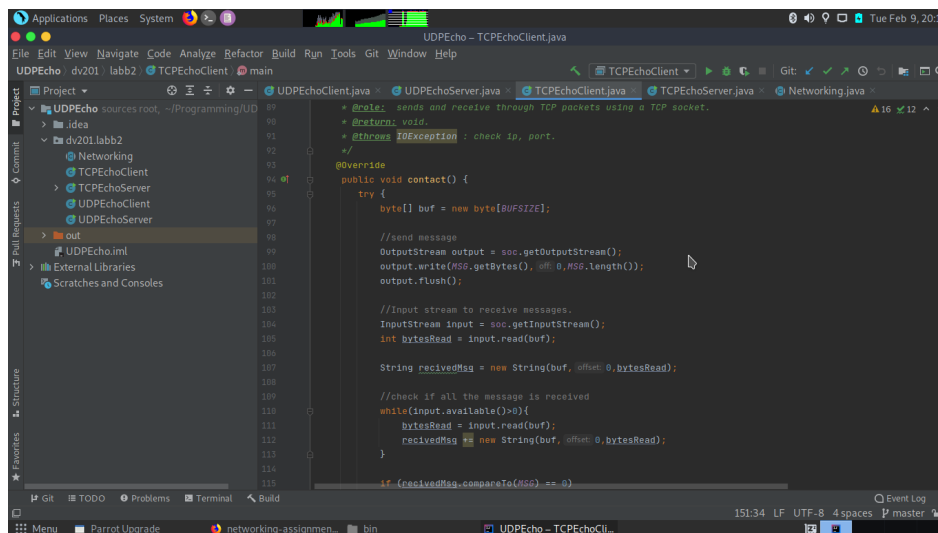 Applications Places System Tue Feb 9, 20:3
UDPEcho – TCPEchoClient.java
File Edit View Navigate Code Analyze Refactor Build Run Tools Git Window Help
UDPEcho dv201 labb2 TCPEchoClient main TCPEchoClient Git:
Project UDPEchoClient.java UDPEchoServer.java TCPEchoClient.java TCPEchoServer.java Networking.java
UDPEcho sources root, ~/Programming/UD
.idea
dv201.labb2
Networking
TCPEchoClient
TCPEchoServer
UDPEchoClient
UDPEchoServer
out
UDPEcho.iml
External Libraries
Scratches and Consoles
Project
Commit
Pull Requests
Structure
Favorites
16 12
89 * @role: sends and receive through TCP packets using a TCP socket.
90 * @return: void.
91 * @throws IOException : check ip, port.
92 */
93 @Override
94 public void contact() {
95 try {
96 byte[] buf = new byte[BUFSIZE];
97
98 //send message
99 OutputStream output = soc.getOutputStream();
100 output.write(MSG.getBytes(), off: 0,MSG.length());
101 output.flush();
102
103 //Input stream to receive messages.
104 InputStream input = soc.getInputStream();
105 int bytesRead = input.read(buf);
106
107 String recivedMsg = new String(buf, offset: 0,bytesRead);
108
109 //check if all the message is received
110 while(input.available()>0){
111 bytesRead = input.read(buf);
112 recivedMsg += new String(buf, offset: 0,bytesRead);
113 }
114
115 if (recivedMsg.compareTo(MSG) == 0)
Git TODO Problems Terminal Build Event Log
151:34 LF UTF-8 4 spaces master
Menu Parrot Upgrade networking-assignmen... bin UDPEcho – TCPEchoCli...